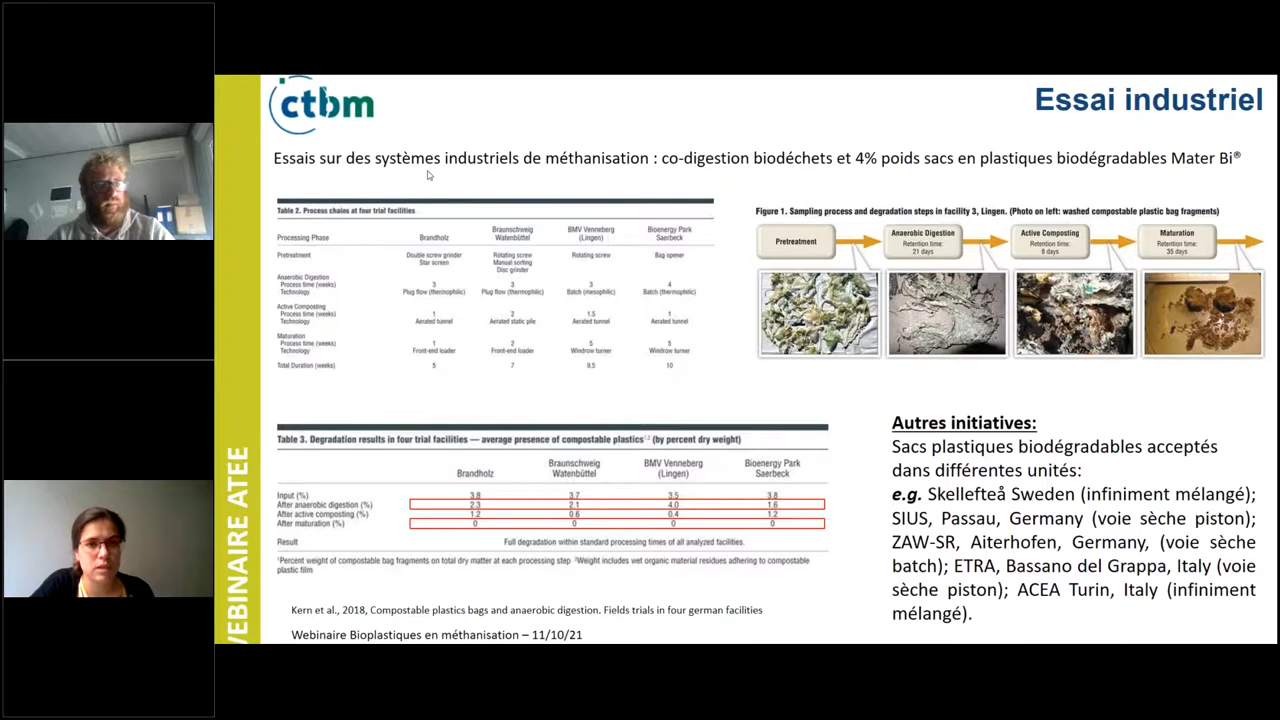 ctbm
Essai industriel
Essais sur des systèmes industriels de méthanisation : co-digestion biodéchets et 4% poids sacs en plastiques biodégradables Mater Bi®
Table 2. Process chains at four trial facilities
Processing Phase Brandholz Braunschweig Watenbüttel BMV Venneberg (Lingen) Bioenergy Park Saerbeck
Pretreatment Double screw grinder Rotating screw Rotating screw Bag opener
Star screen Manual sorting
Disc grinder
Anaerobic Digestion
Process time (weeks) 3 3 3 4
Technology Plug flow (thermophilic) Plug flow (thermophilic) Batch (mesophilic) Batch (thermophilic)
Active Composting
Process time (weeks) 1 2 1.5 1
Technology Aerated tunnel Aerated static pile Aerated tunnel Aerated tunnel
Maturation
Process time (weeks) 1 2 5 5
Technology Front-end loader Front-end loader Windrow turner Windrow turner
Total Duration (weeks) 5 7 9.5 10
Figure 1. Sampling process and degradation steps in facility 3, Lingen. (Photo on left: washed compostable plastic bag fragments)
Pretreatment
Anaerobic Digestion
Retention time:
21 days
Active Composting
Retention time:
8 days
Maturation
Retention time:
35 days
Table 3. Degradation results in four trial facilities — average presence of compostable plastics1,2 (by percent dry weight)
Brandholz Braunschweig Watenbüttel BMV Venneberg (Lingen) Bioenergy Park Saerbeck
Input (%) 3.8 3.7 3.5 3.8
After anaerobic digestion (%) 2.3 2.1 4.0 1.6
After active composting (%) 1.2 0.6 0.4 1.2
After maturation (%) 0 0 0 0
Result Full degradation within standard processing times of all analyzed facilities.
1Percent weight of compostable bag fragments on total dry matter at each processing step 2Weight includes wet organic material residues adhering to compostable
plastic film
Kern et al., 2018, Compostable plastics bags and anaerobic digestion. Fields trials in four german facilities
Webinaire Bioplastiques en méthanisation – 11/10/21
Autres initiatives:
Sacs plastiques biodégradables acceptés
dans différentes unités:
e.g. Skellefteå Sweden (infiniment mélangé);
SIUS, Passau, Germany (voie sèche piston);
ZAW-SR, Aiterhofen, Germany, (voie sèche
batch); ETRA, Bassano del Grappa, Italy (voie
sèche piston); ACEA Turin, Italy (infiniment
mélangé).
WEBINAIRE ATEE